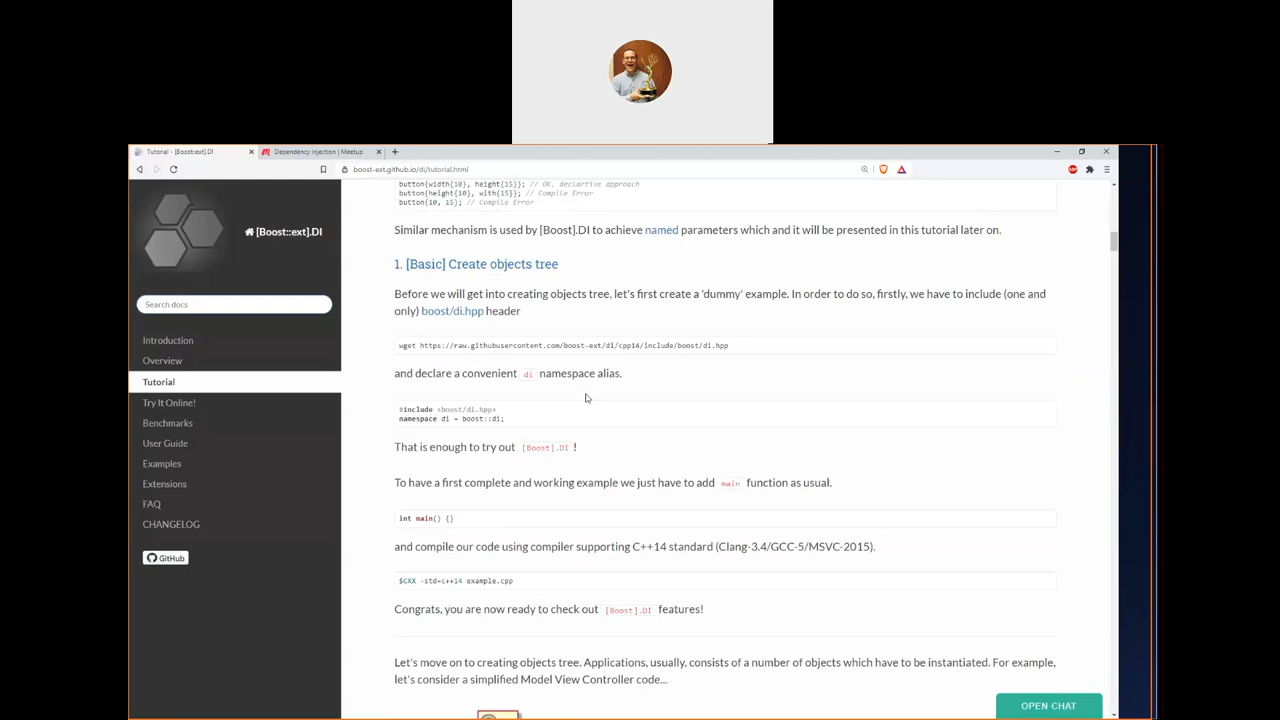 Tutorial - [Boost::ext].DI
Dependency Injection | Meetup
boost-ext.github.io/di/tutorial.html
[Boost::ext].DI
Search docs
Introduction
Overview
Tutorial
Try It Online!
Benchmarks
User Guide
Examples
Extensions
FAQ
CHANGELOG
GitHub
button{width{10}, height{15}}; // OK, declartive approach
button{height{10}, with{15}}; // Compile Error
button{10, 15}; // Compile Error
Similar mechanism is used by [Boost].DI to achieve named parameters which and it will be presented in this tutorial later on.
1. [Basic] Create objects tree
Before we will get into creating objects tree, let's first create a 'dummy' example. In order to do so, firstly, we have to include (one and
only) boost/di.hpp header
wget https://raw.githubusercontent.com/boost-ext/di/cpp14/include/boost/di.hpp
and declare a convenient di namespace alias.
#include <boost/di.hpp>
namespace di = boost::di;
That is enough to try out [Boost].DI !
To have a first complete and working example we just have to add main function as usual.
int main() {}
and compile our code using compiler supporting C++14 standard (Clang-3.4/GCC-5/MSVC-2015).
$CXX -std=c++14 example.cpp
Congrats, you are now ready to check out [Boost].DI features!
Let's move on to creating objects tree. Applications, usually, consists of a number of objects which have to be instantiated. For example,
let's consider a simplified Model View Controller code...
OPEN CHAT